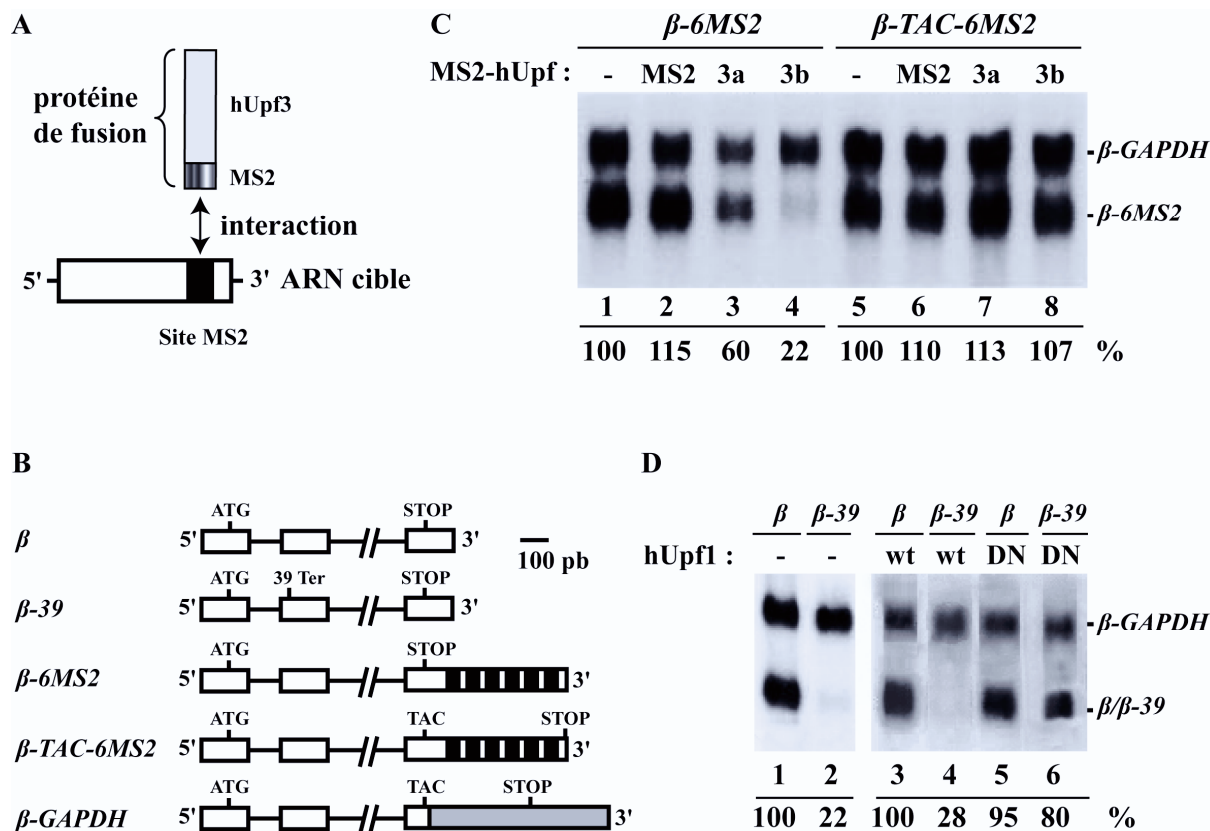 A
protéine
de fusion
hUpf3
MS2
interaction
5' 3' ARN cible
Site MS2
C
β-6MS2 β-TAC-6MS2
MS2-hUpf : - MS2 3a 3b - MS2 3a 3b
-β-GAPDH
-β-6MS2
1 2 3 4 5 6 7 8
100 115 60 22 100 110 113 107 %
B
ATG STOP
β 5' 3'
100 pb
ATG 39 Ter STOP
β-39 5' 3'
ATG STOP
β-6MS2 5' 3'
ATG TAC STOP
β-TAC-6MS2 5' 3'
ATG TAC STOP
β-GAPDH 5' 3'
D
β β-39 β β-39 β β-39
hUpf1 : - - wt wt DN DN
-β-GAPDH
-β/β-39
1 2 3 4 5 6
100 22 100 28 95 80 %